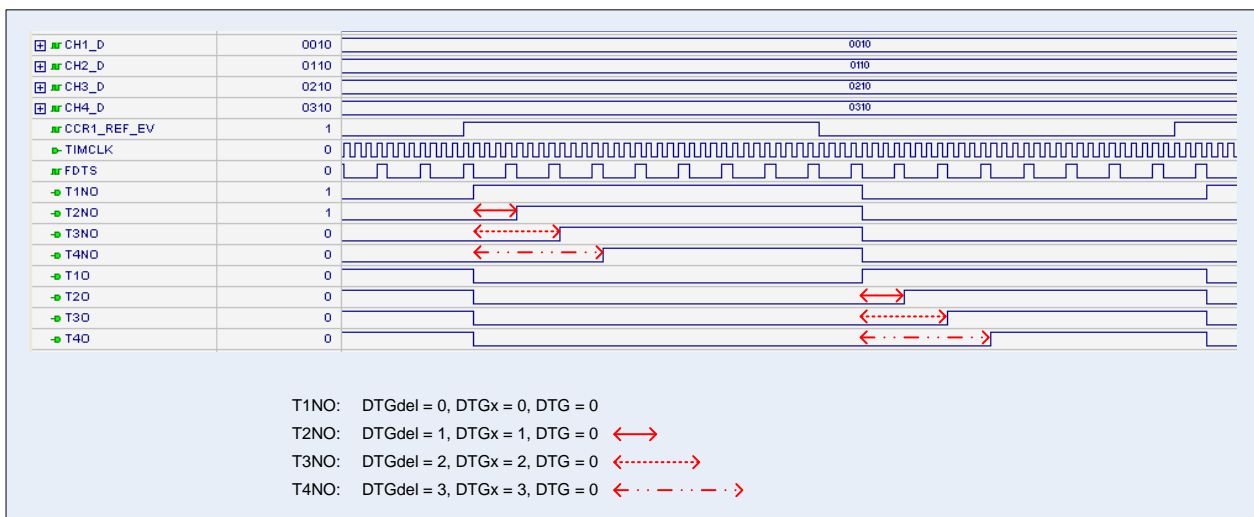 CH1_D 0010 0010
CH2_D 0110 0110
CH3_D 0210 0210
CH4_D 0310 0310
CCR1_REF_EV 1
TIMCLK 0
FDTS 0
T1NO 1
T2NO 1
T3NO 0
T4NO 0
T1O 0
T2O 0
T3O 0
T4O 0
T1NO: DTGdel = 0, DTGx = 0, DTG = 0
T2NO: DTGdel = 1, DTGx = 1, DTG = 0
T3NO: DTGdel = 2, DTGx = 2, DTG = 0
T4NO: DTGdel = 3, DTGx = 3, DTG = 0